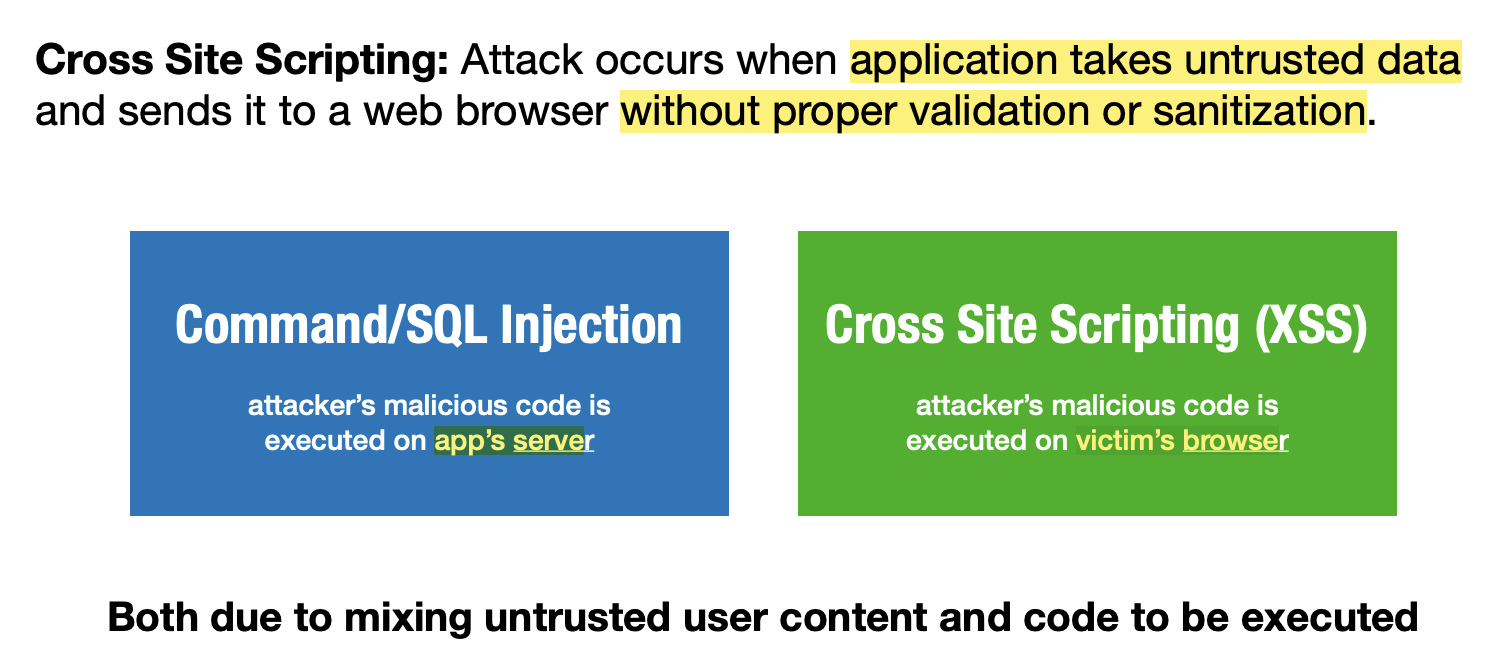 Cross Site Scripting: Attack occurs when application takes untrusted data
and sends it to a web browser without proper validation or sanitization.
Command/SQL Injection
attacker’s malicious code is
executed on app’s server
Cross Site Scripting (XSS)
attacker’s malicious code is
executed on victim’s browser
Both due to mixing untrusted user content and code to be executed